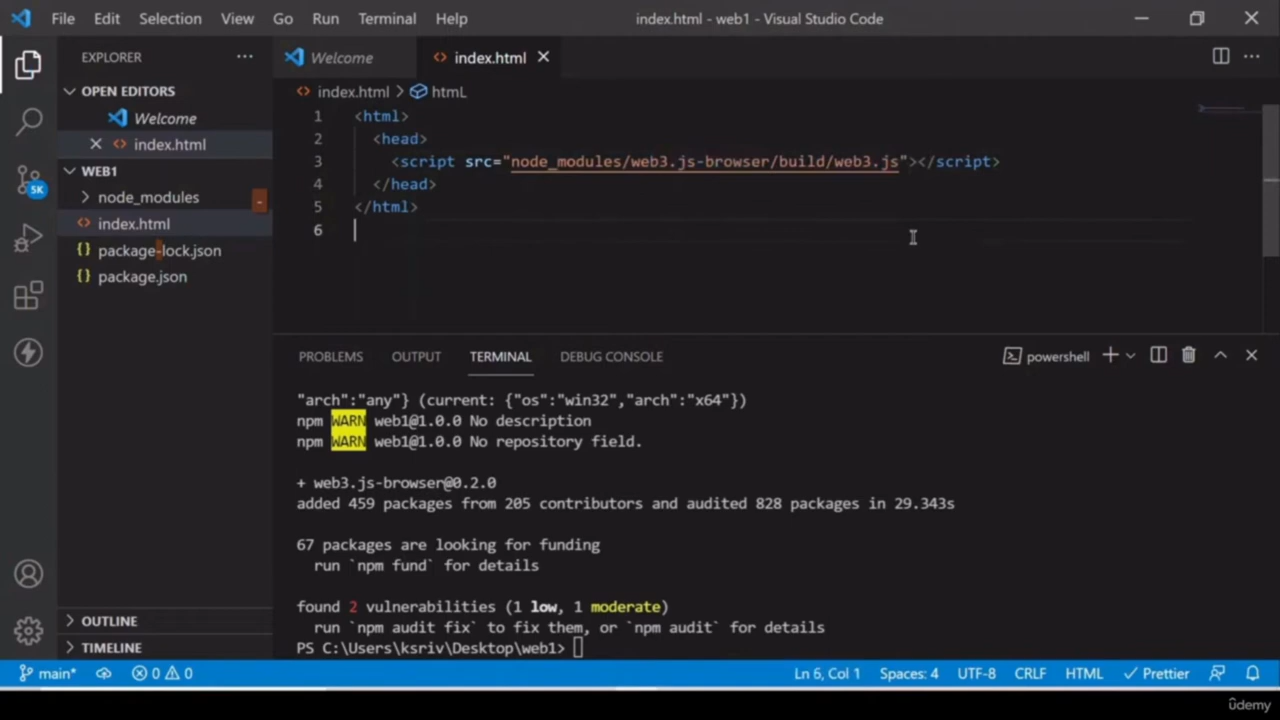 File Edit Selection View Go Run Terminal Help index.html - web1 - Visual Studio Code
EXPLORER
OPEN EDITORS
Welcome
index.html
WEB1
node_modules
index.html
package-lock.json
package.json
OUTLINE
TIMELINE
5K
Welcome index.html
index.html > htmL
1 <html>
2 <head>
3 <script src="node_modules/web3.js-browser/build/web3.js"></script>
4 </head>
5 </html>
6
PROBLEMS OUTPUT TERMINAL DEBUG CONSOLE powershell
"arch":"any"} (current: {"os":"win32","arch":"x64"})
npm WARN web1@1.0.0 No description
npm WARN web1@1.0.0 No repository field.
+ web3.js-browser@0.2.0
added 459 packages from 205 contributors and audited 828 packages in 29.343s
67 packages are looking for funding
run `npm fund` for details
found 2 vulnerabilities (1 low, 1 moderate)
run `npm audit fix` to fix them, or `npm audit` for details
PS C:\Users\ksriv\Desktop\web1>
main* 0 0 Ln 6, Col 1 Spaces: 4 UTF-8 CRLF HTML Prettier
ûdemy